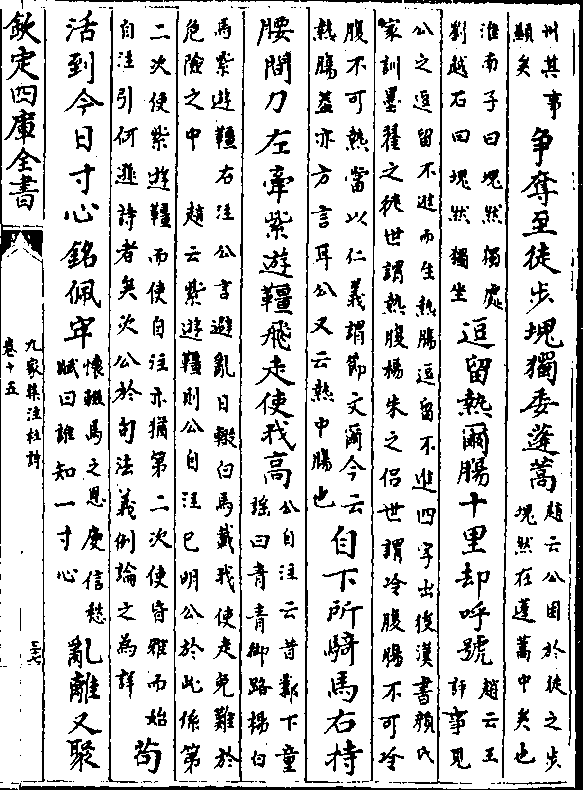 州其事
顯矣
争奪至徒步塊獨委蓬蒿
趙云公困於徒之步
塊然在蓬蒿中矣也
淮南子曰塊然獨處
劉越石曰塊然獨坐
逗留熱爾腸十里却呼號
趙云王
評事見
公之逗留不進而生熱腸逗留不進四字出後漢書顏氏
家訓墨翟之徒世謂熱腹楊朱之侣世謂冷腹腸不可冷
腹不可熱當以仁義謂節文爾今云
熱腸蓋亦方言耳公又云熱中腸也
自下所騎馬右持
腰間刀左牽紫遊韁飛走使我高
公自注云昔鄴下童
謡曰青青御路楊白
馬紫遊韁右注公言避亂日輟白馬載我使走免難於
危險之中 趙云紫遊韁則公自注已明公於此係第
二次使紫遊韁而使自注亦猶第二次使皆雅而始
自注引何遜詩者矣次公於句法義例論之為詳
苟
活到今日寸心銘佩牢
懷輟馬之恩庾信愁
賦曰誰知一寸心
亂離又聚
欽定四庫全書
九家集注杜詩
卷十五
三七